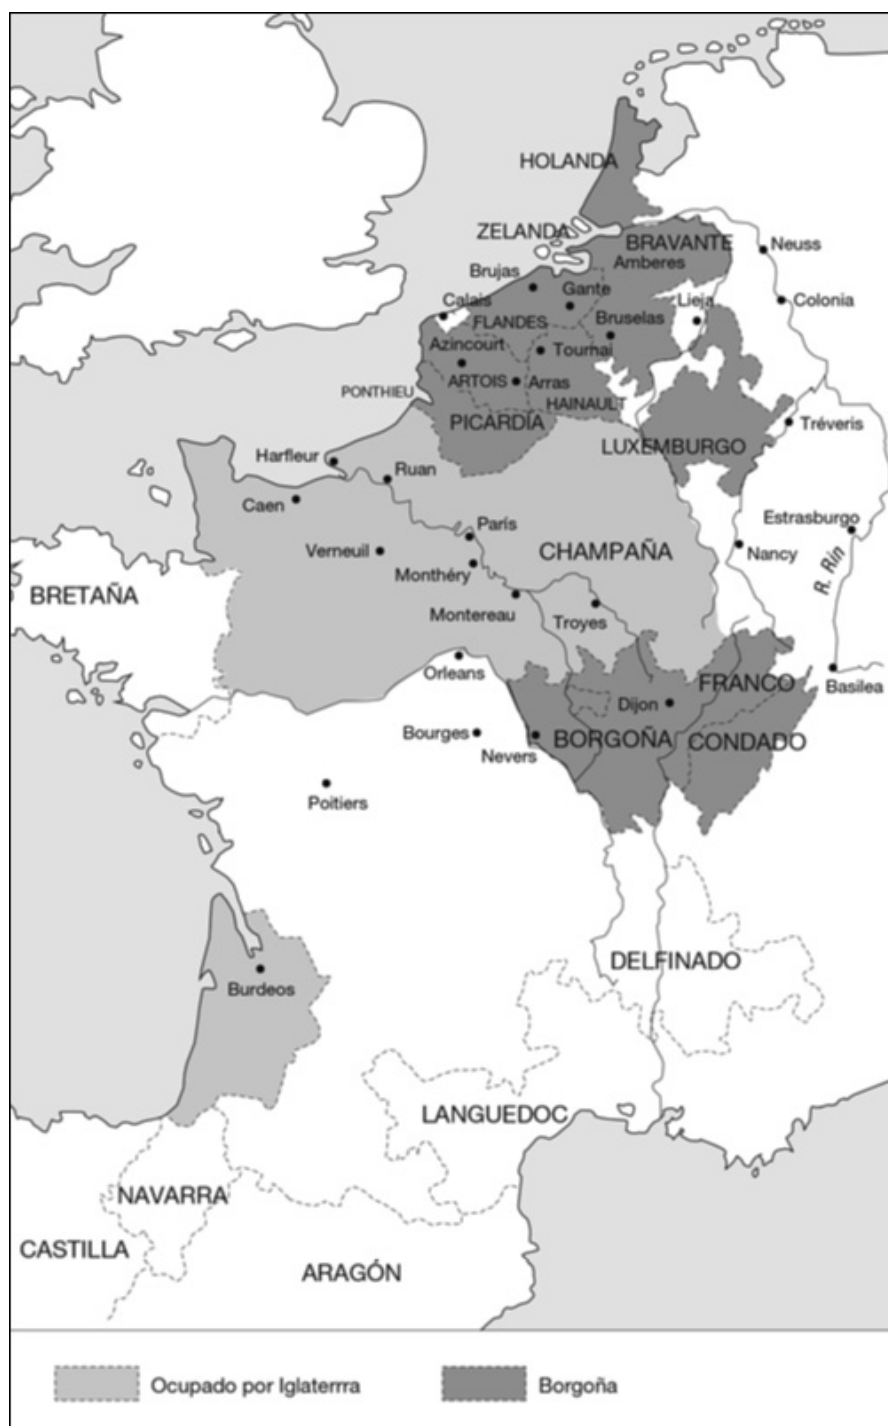 HOLANDA
ZELANDA
BRAVANTE
Neuss
Amberes
Brujas
Gante
Lieja
Colonia
Calais
FLANDES
Bruselas
Azincourt
Tournai
PONTHIEU
ARTOIS
Arras
HAINAULT
PICARDÍA
Tréveris
LUXEMBURGO
Harfleur
Ruan
Caen
París
Estrasburgo
Verneuil
CHAMPAÑA
Nancy
R. Rin
Monthéry
BRETAÑA
Montereau
Troyes
Orleans
FRANCO
Basilea
Dijon
Bourges
Nevers
BORGOÑA
CONDADO
Poitiers
DELFINADO
Burdeos
LANGUEDOC
NAVARRA
CASTILLA
ARAGÓN
Ocupado por Iglaterrra
Borgoña